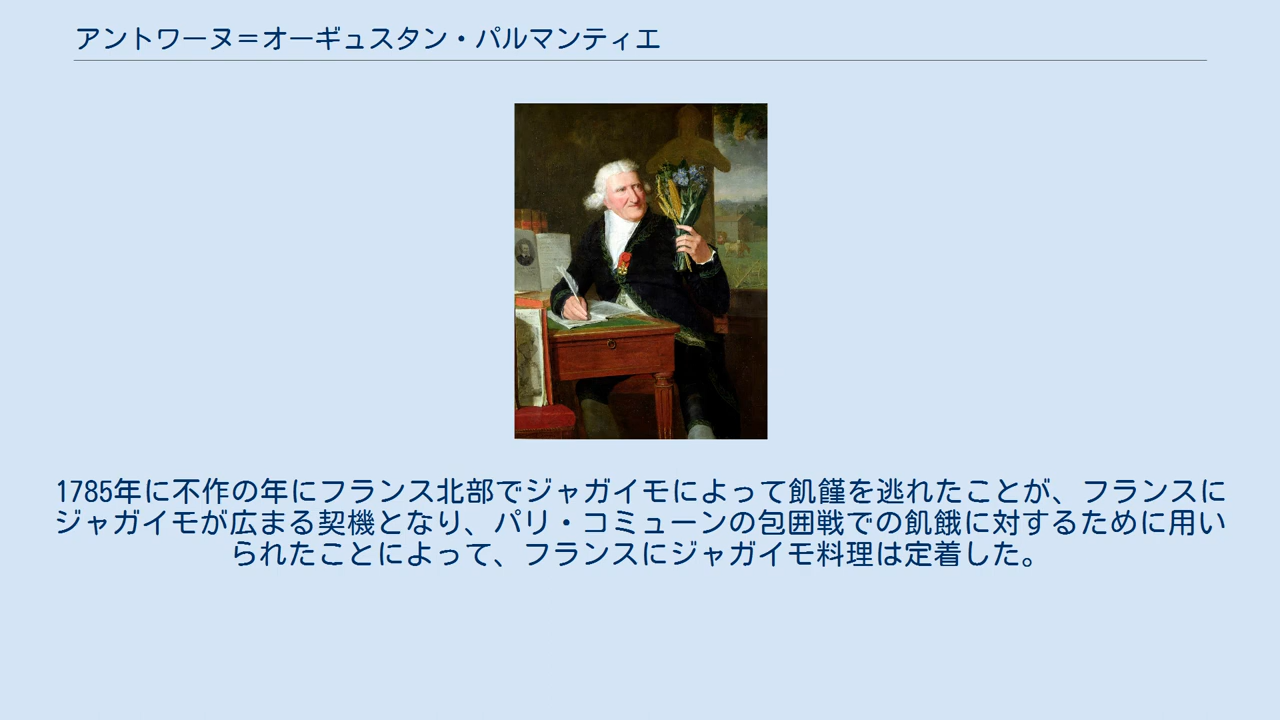 アントワーヌ＝オーギュスタン・パルマンティエ
1785年に不作の年にフランス北部でジャガイモによって飢饉を逃れたことが、フランスに
ジャガイモが広まる契機となり、パリ・コミューンの包囲戦での飢餓に対するために用い
られたことによって、フランスにジャガイモ料理は定着した。